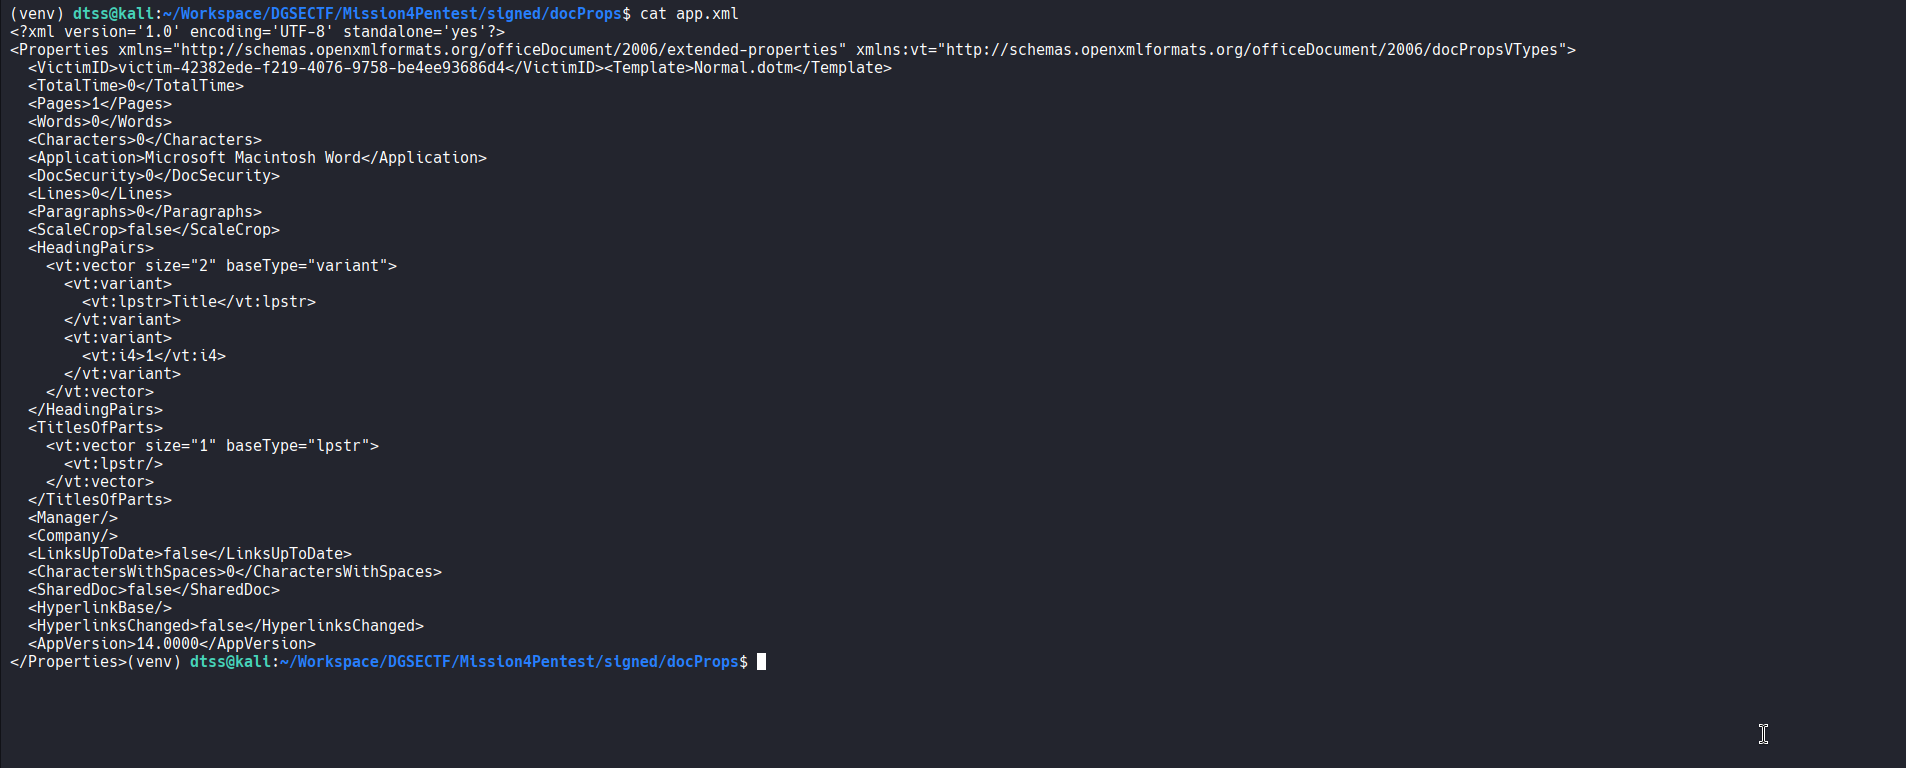 (venv) dtss@kali:~/Workspace/DGSECTF/Mission4Pentest/signed/docProps$ cat app.xml
<?xml version='1.0' encoding='UTF-8' standalone='yes'?>
<Properties xmlns="http://schemas.openxmlformats.org/officeDocument/2006/extended-properties" xmlns:vt="http://schemas.openxmlformats.org/officeDocument/2006/docPropsVTypes">
  <VictimID>victim-42382ede-f219-4076-9758-be4ee93686d4</VictimID><Template>Normal.dotm</Template>
  <TotalTime>0</TotalTime>
  <Pages>1</Pages>
  <Words>0</Words>
  <Characters>0</Characters>
  <Application>Microsoft Macintosh Word</Application>
  <DocSecurity>0</DocSecurity>
  <Lines>0</Lines>
  <Paragraphs>0</Paragraphs>
  <ScaleCrop>false</ScaleCrop>
  <HeadingPairs>
    <vt:vector size="2" baseType="variant">
      <vt:variant>
        <vt:lpstr>Title</vt:lpstr>
      </vt:variant>
      <vt:variant>
        <vt:i4>1</vt:i4>
      </vt:variant>
    </vt:vector>
  </HeadingPairs>
  <TitlesOfParts>
    <vt:vector size="1" baseType="lpstr">
      <vt:lpstr/>
    </vt:vector>
  </TitlesOfParts>
  <Manager/>
  <Company/>
  <LinksUpToDate>false</LinksUpToDate>
  <CharactersWithSpaces>0</CharactersWithSpaces>
  <SharedDoc>false</SharedDoc>
  <HyperlinkBase/>
  <HyperlinksChanged>false</HyperlinksChanged>
  <AppVersion>14.0000</AppVersion>
</Properties>(venv) dtss@kali:~/Workspace/DGSECTF/Mission4Pentest/signed/docProps$